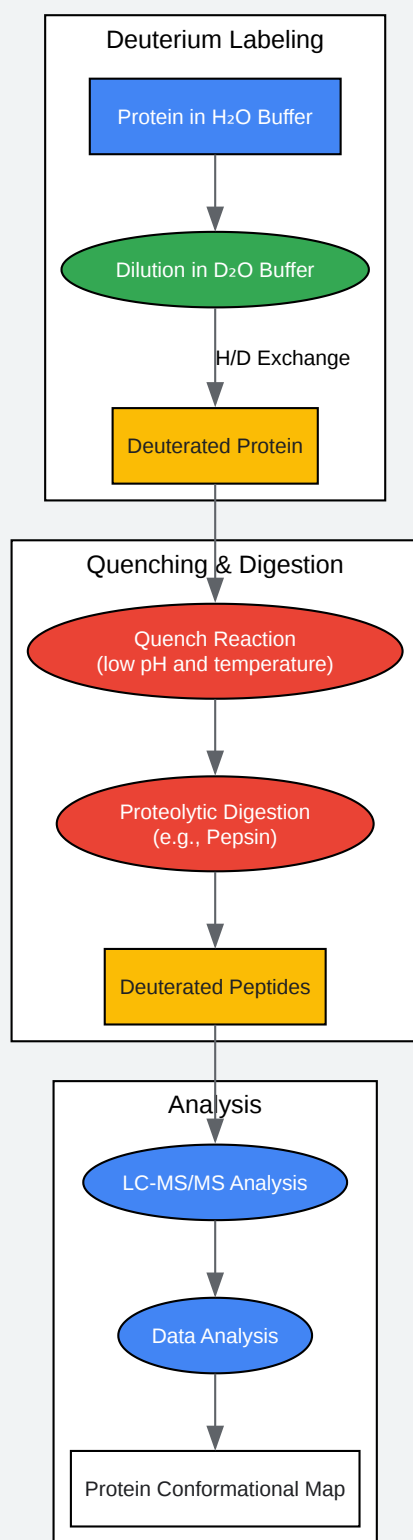 Deuterium Labeling
Protein in H₂O Buffer
Dilution in D₂O Buffer
H/D Exchange
Deuterated Protein
Quenching & Digestion
Quench Reaction
(low pH and temperature)
Proteolytic Digestion
(e.g., Pepsin)
Deuterated Peptides
Analysis
LC-MS/MS Analysis
Data Analysis
Protein Conformational Map